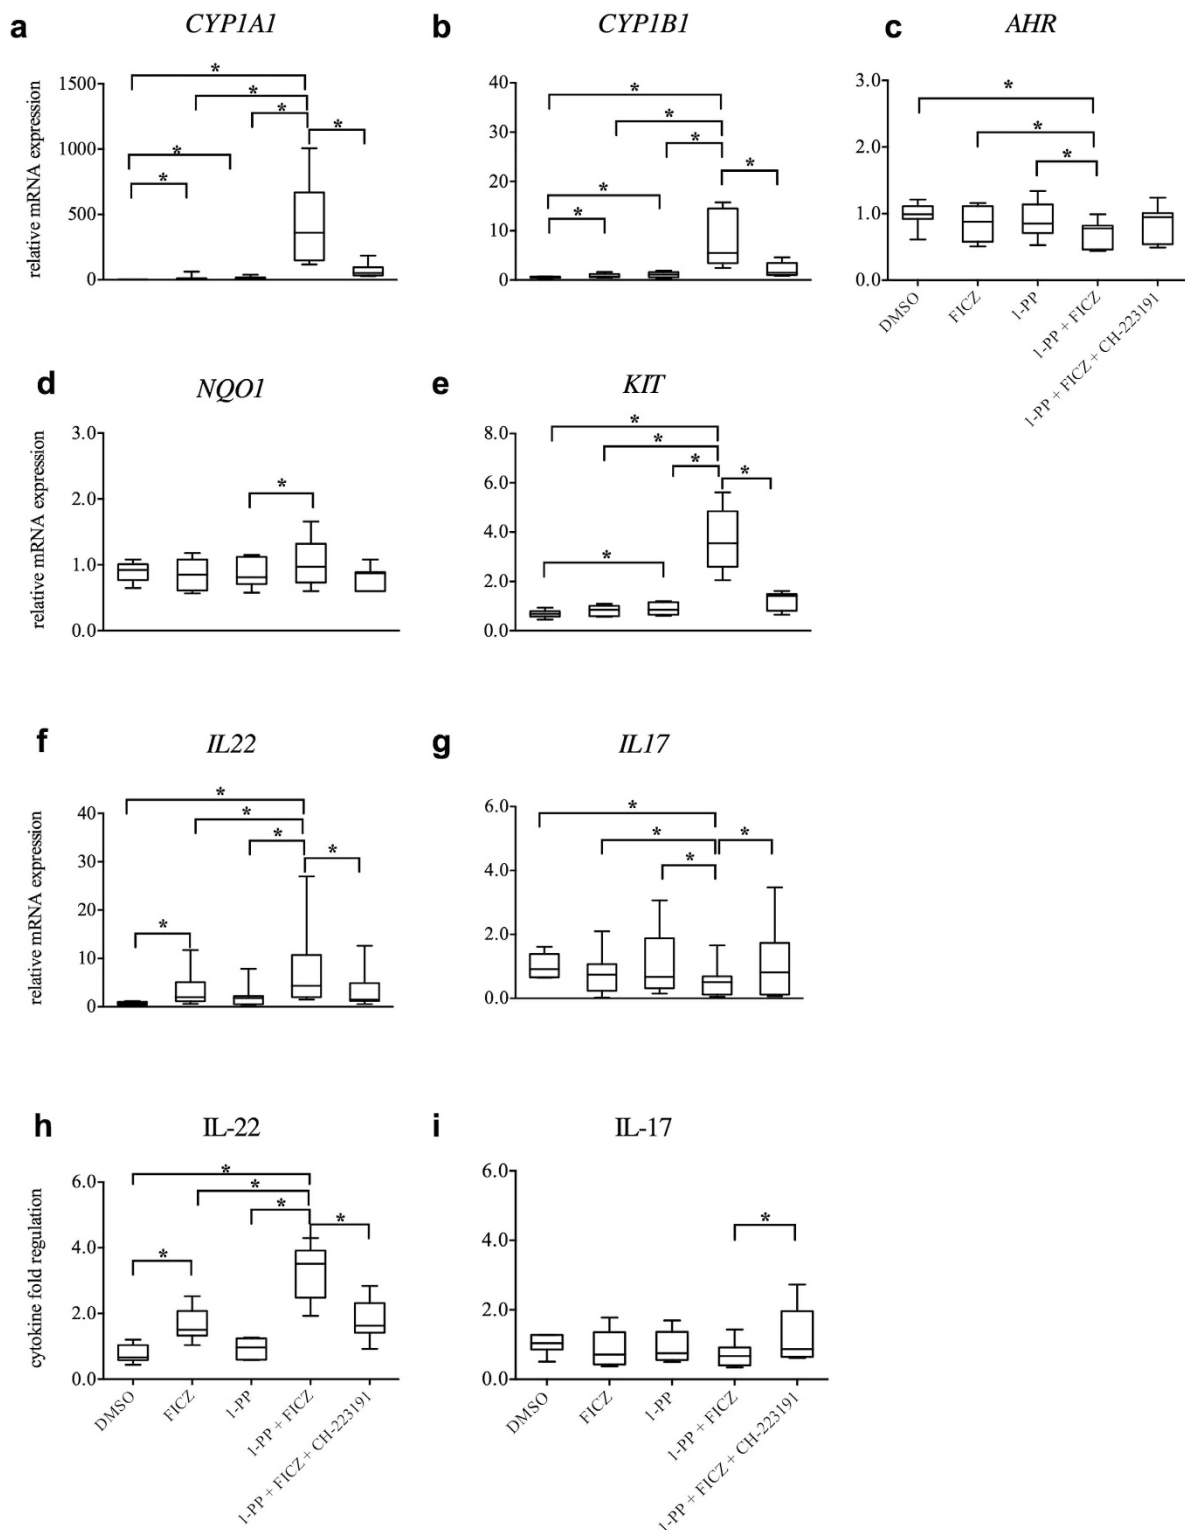 a
CYP1A1
b
CYP1B1
c
AHR
relative mRNA expression
1500
1000
500
0
*
*
*
*
*
*
40
30
20
10
0
*
*
*
*
*
*
3.0
2.0
1.0
0.0
*
*
*
DMSO
FICZ
1-PP
1-PP + FICZ
1-PP + FICZ + CH-223191
d
NQO1
e
KIT
relative mRNA expression
3.0
2.0
1.0
0.0
*
8.0
6.0
4.0
2.0
0.0
*
*
*
*
*
f
IL22
g
IL17
relative mRNA expression
40
30
20
10
0
*
*
*
*
*
6.0
4.0
2.0
0.0
*
*
*
*
h
IL-22
i
IL-17
cytokine fold regulation
6.0
4.0
2.0
0.0
*
*
*
*
*
DMSO
FICZ
1-PP
1-PP + FICZ
1-PP + FICZ + CH-223191
6.0
4.0
2.0
0.0
*
DMSO
FICZ
1-PP
1-PP + FICZ
1-PP + FICZ + CH-223191